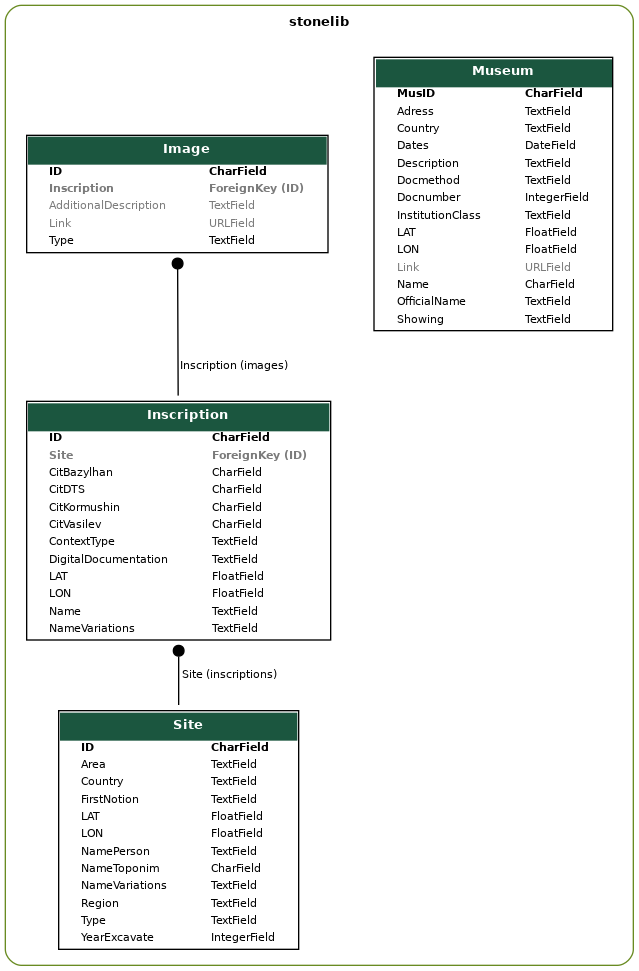 stonelib
Museum
MusID CharField
Adress TextField
Country TextField
Dates DateField
Description TextField
Docmethod TextField
Docnumber IntegerField
InstitutionClass TextField
LAT FloatField
LON FloatField
Link URLField
Name CharField
OfficialName TextField
Showing TextField
Image
ID CharField
Inscription ForeignKey (ID)
AdditionalDescription TextField
Link URLField
Type TextField
Inscription (images)
Inscription
ID CharField
Site ForeignKey (ID)
CitBazylhan CharField
CitDTS CharField
CitKormushin CharField
CitVasilev CharField
ContextType TextField
DigitalDocumentation TextField
LAT FloatField
LON FloatField
Name TextField
NameVariations TextField
Site (inscriptions)
Site
ID CharField
Area TextField
Country TextField
FirstNotion TextField
LAT FloatField
LON FloatField
NamePerson TextField
NameToponim CharField
NameVariations TextField
Region TextField
Type TextField
YearExcavate IntegerField